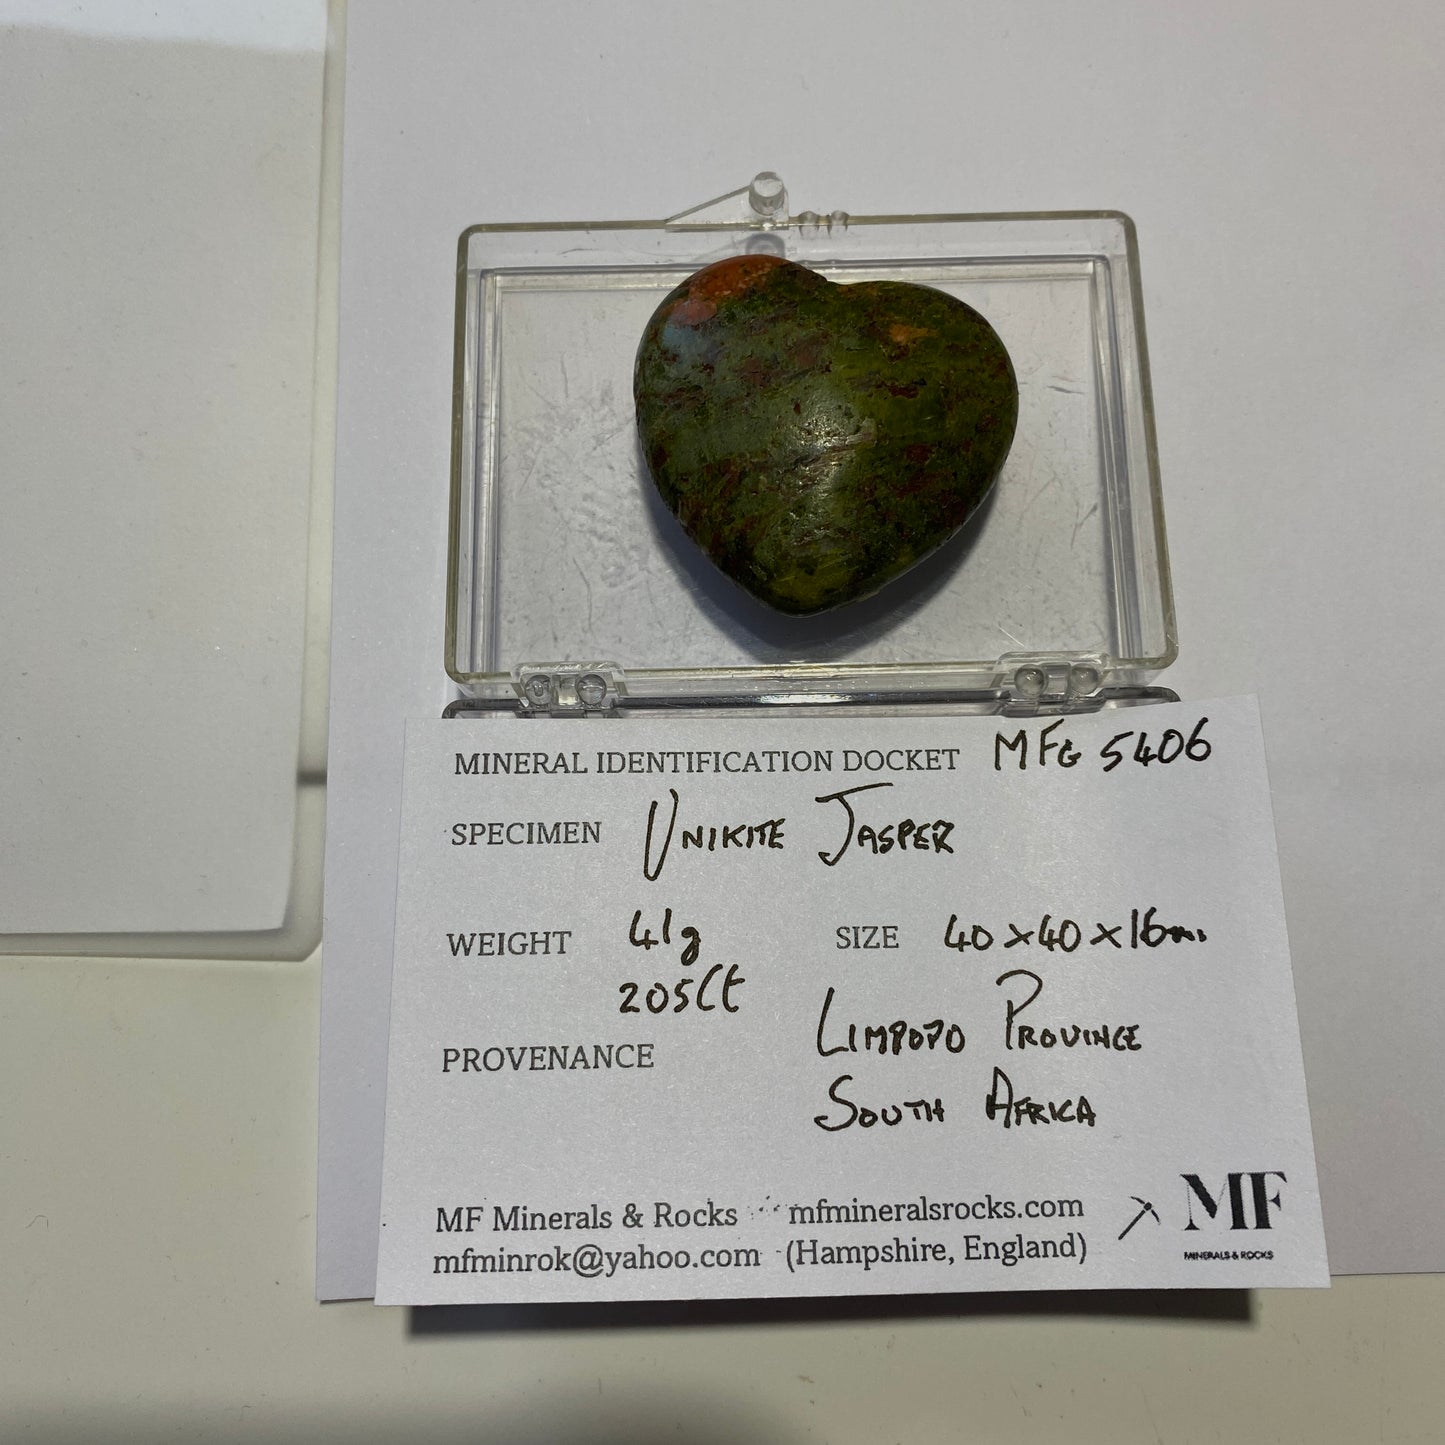 MINERAL IDENTIFICATION DOCKET MFG 5406
SPECIMEN UNIKITE JASPER
WEIGHT 41g SIZE 40x40x16m.
205Ct
PROVENANCE LIMPOPO PROVINCE
SOUTH AFRICA
MF Minerals & Rocks mfmineralsrocks.com
mfminrok@yahoo.com (Hampshire, England)
MF
MINERALS & ROCKS